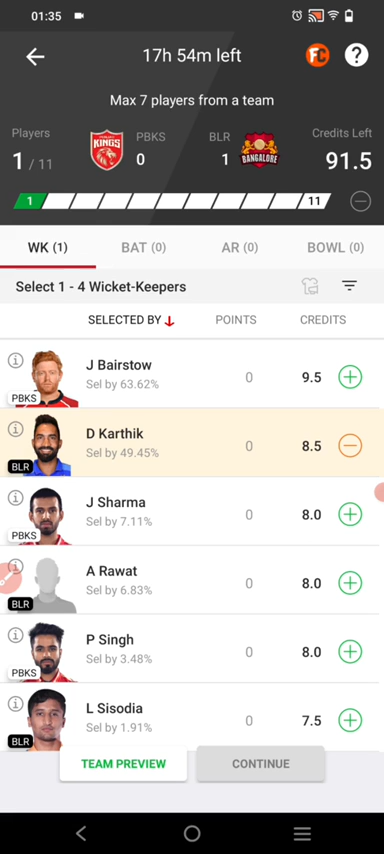 01:35
17h 54m left
FC
?
Max 7 players from a team
Players
1 / 11
KINGS
PBKS
0
BLR
1
BANGALORE
Credits Left
91.5
1
11
WK (1)
BAT (0)
AR (0)
BOWL (0)
Select 1 - 4 Wicket-Keepers
SELECTED BY
POINTS
CREDITS
i
PBKS
J Bairstow
Sel by 63.62%
0
9.5
i
BLR
D Karthik
Sel by 49.45%
0
8.5
i
PBKS
J Sharma
Sel by 7.11%
0
8.0
i
BLR
A Rawat
Sel by 6.83%
0
8.0
i
PBKS
P Singh
Sel by 3.48%
0
8.0
i
BLR
L Sisodia
Sel by 1.91%
0
7.5
TEAM PREVIEW
CONTINUE